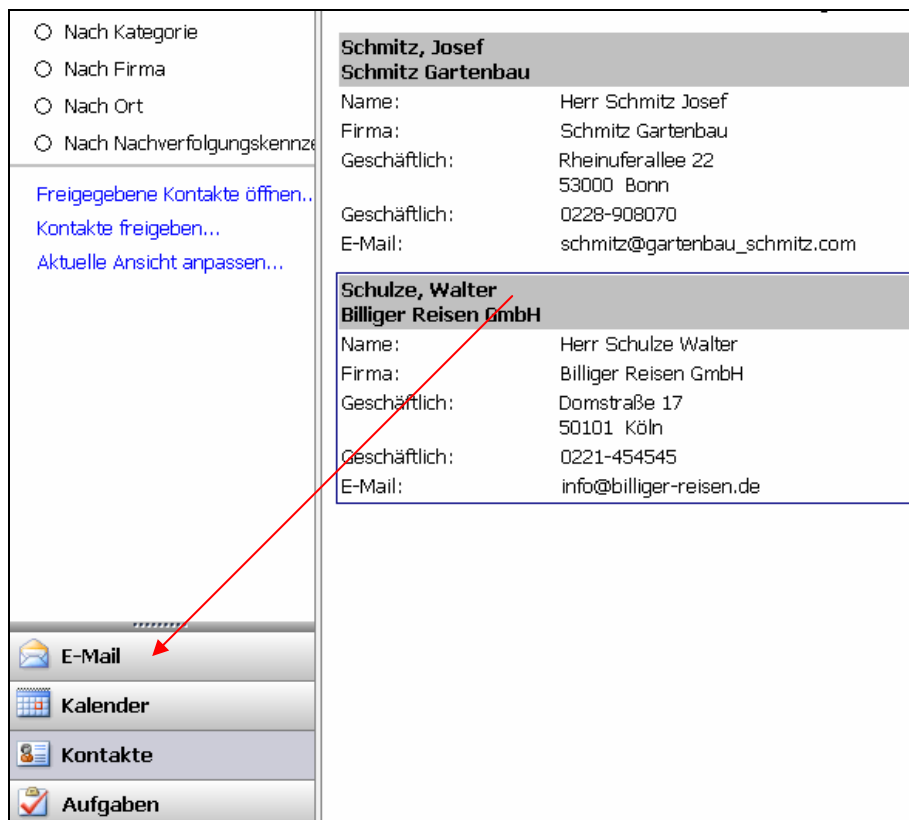 Nach Kategorie
Nach Firma
Nach Ort
Nach Nachverfolgungskennze
Freigegebene Kontakte öffnen..
Kontakte freigeben...
Aktuelle Ansicht anpassen...
E-Mail
Kalender
Kontakte
Aufgaben
Schmitz, Josef
Schmitz Gartenbau
Name: Herr Schmitz Josef
Firma: Schmitz Gartenbau
Geschäftlich: Rheinuferallee 22
53000 Bonn
Geschäftlich: 0228-908070
E-Mail: schmitz@gartenbau_schmitz.com
Schulze, Walter
Billiger Reisen GmbH
Name: Herr Schulze Walter
Firma: Billiger Reisen GmbH
Geschäftlich: Domstraße 17
50101 Köln
Geschäftlich: 0221-454545
E-Mail: info@billiger-reisen.de